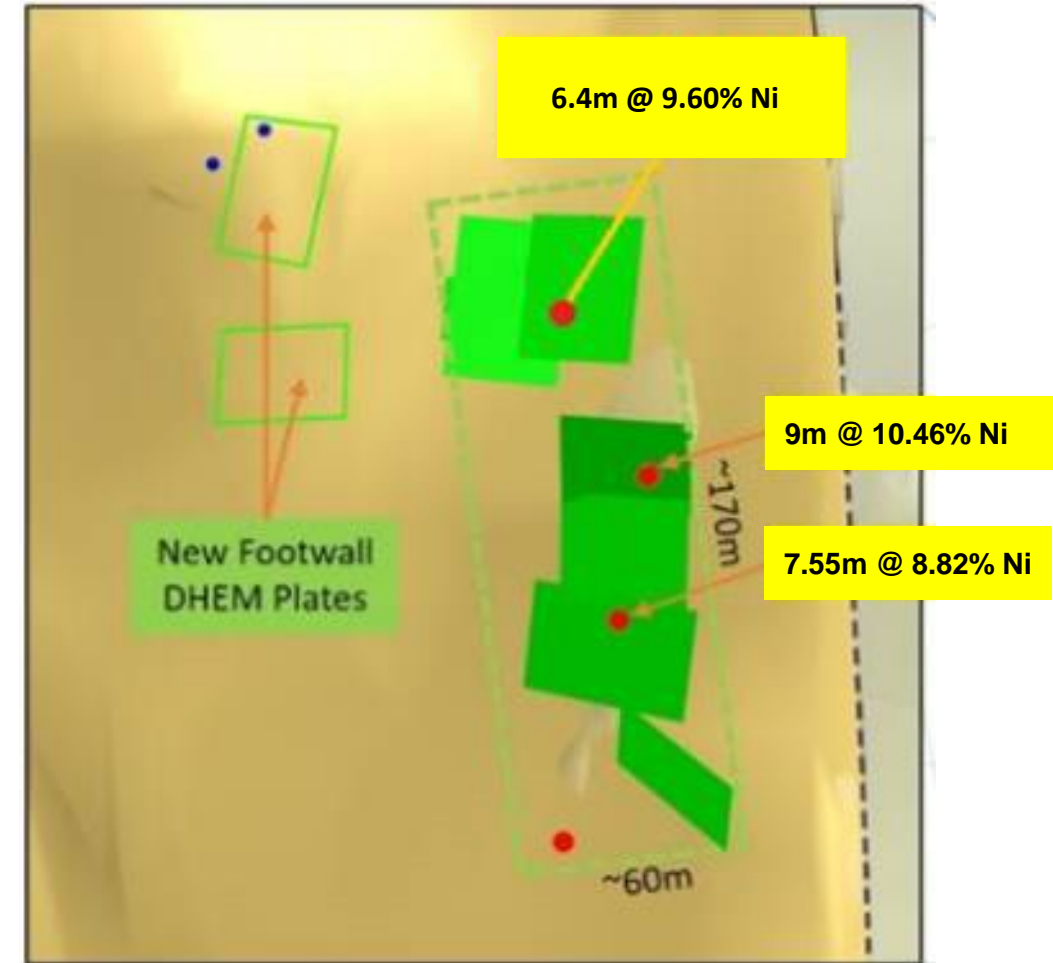 6.4m @ 9.60% Ni
9m @ 10.46% Ni
~170m
7.55m @ 8.82% Ni
New Footwall
DHEM Plates
~60m